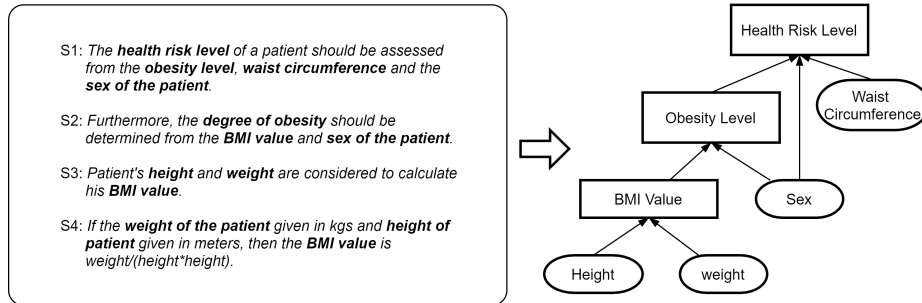 S1: The health risk level of a patient should be assessed
from the obesity level, waist circumference and the
sex of the patient.
S2: Furthermore, the degree of obesity should be
determined from the BMI value and sex of the patient.
S3: Patient's height and weight are considered to calculate
his BMI value.
S4: If the weight of the patient given in kgs and height of
patient given in meters, then the BMI value is
weight/(height*height).
Health Risk Level
Waist
Circumference
Obesity Level
BMI Value
Sex
Height
weight